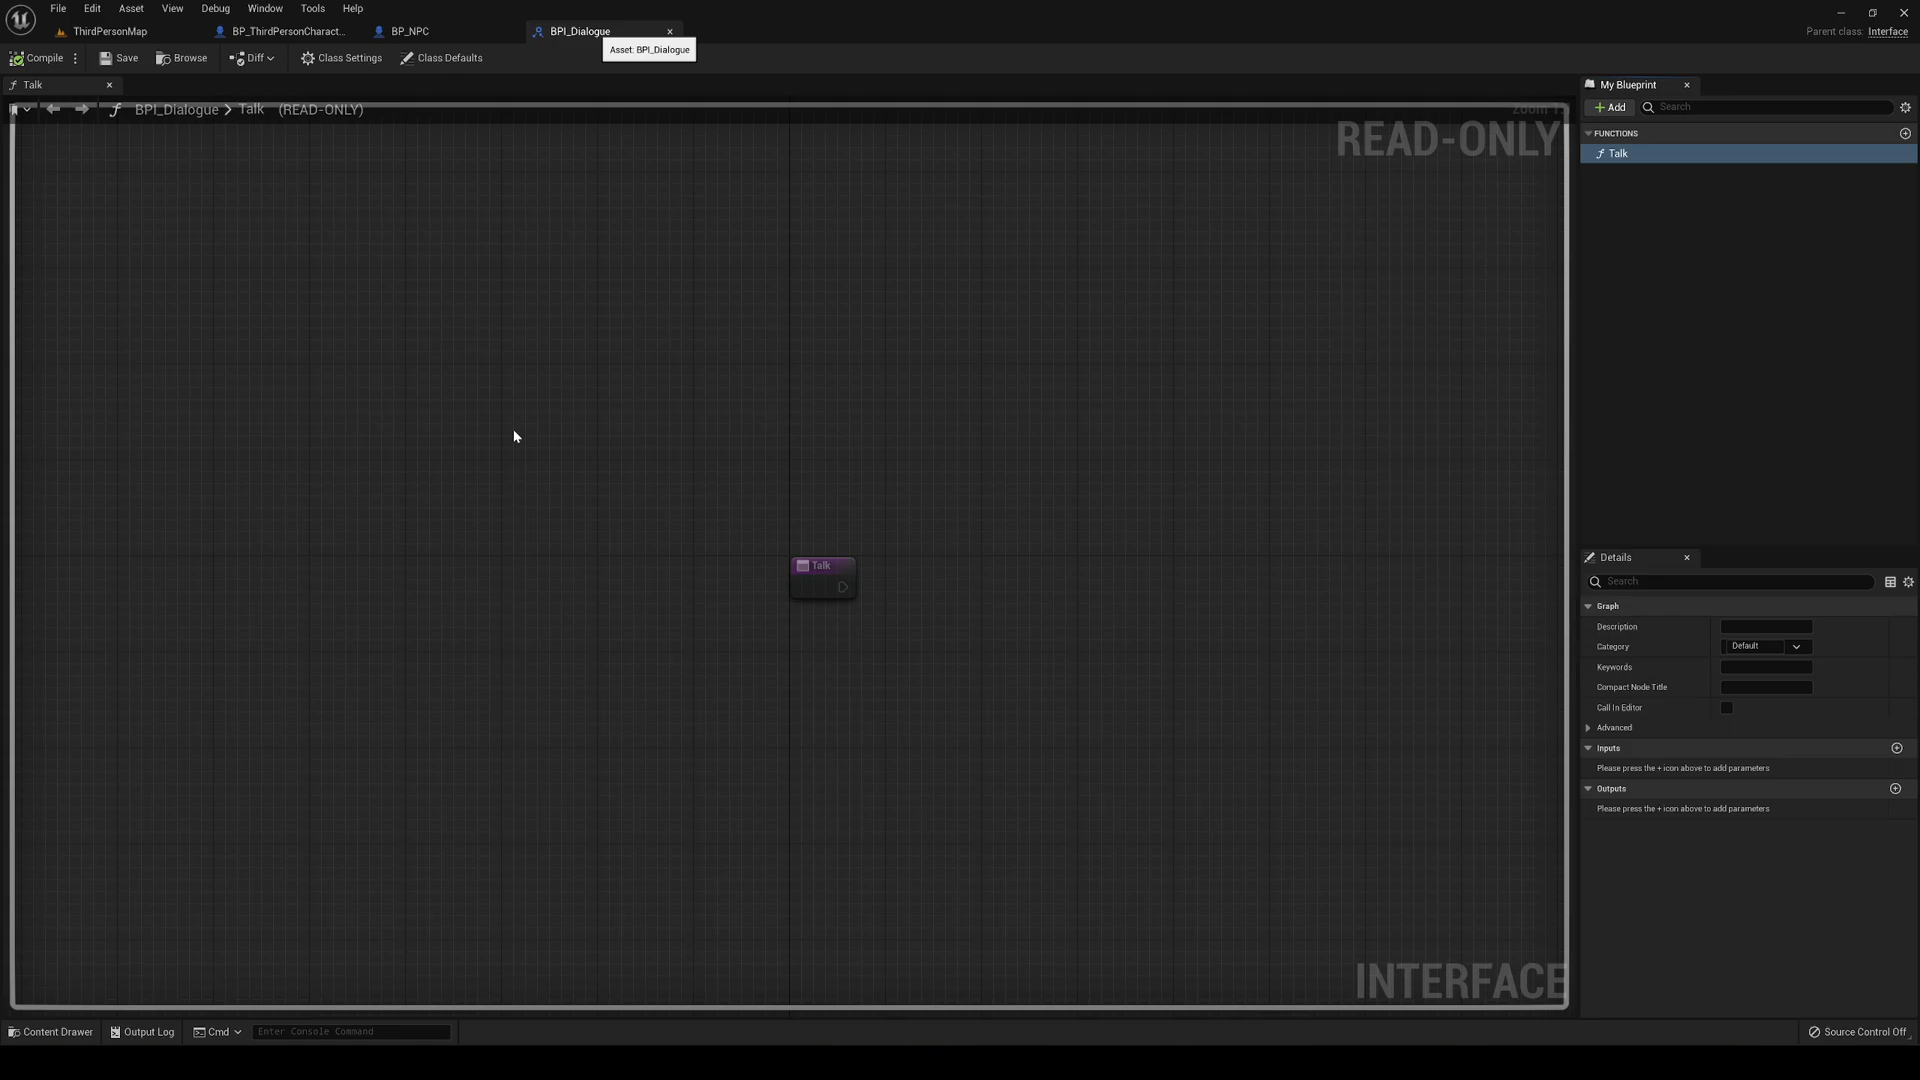 File Edit Asset View Debug Window Tools Help
ThirdPersonMap BP_ThirdPersonCharact... BP_NPC BPI_Dialogue
Parent class: Interface
Asset: BPI_Dialogue
Compile Save Browse Diff Class Settings Class Defaults
Talk
My Blueprint
BPI_Dialogue > Talk (READ-ONLY)
Add Search
READ-ONLY
FUNCTIONS
Talk
Talk
INTERFACE
Details
Search
Graph
Description
Category Default
Keywords
Compact Node Title
Call In Editor
Advanced
Inputs
Please press the + icon above to add parameters
Outputs
Please press the + icon above to add parameters
Content Drawer Output Log Cmd Enter Console Command
Source Control Off